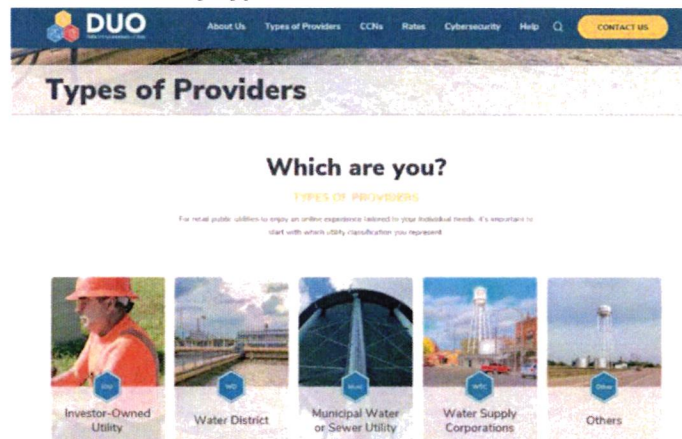 DUO
About Us Types of Providers CCNs Rates Cybersecurity Help CONTACT US
Types of Providers
Which are you?
TYPES OF PROVIDERS
For retail public utilities to enjoy an online experience tailored to your individual needs, it's important to
start with which utility classification you represent
IOU
WD
Muni
WSC
Other
Investor-Owned
Utility
Water District
Municipal Water
or Sewer Utility
Water Supply
Corporations
Others